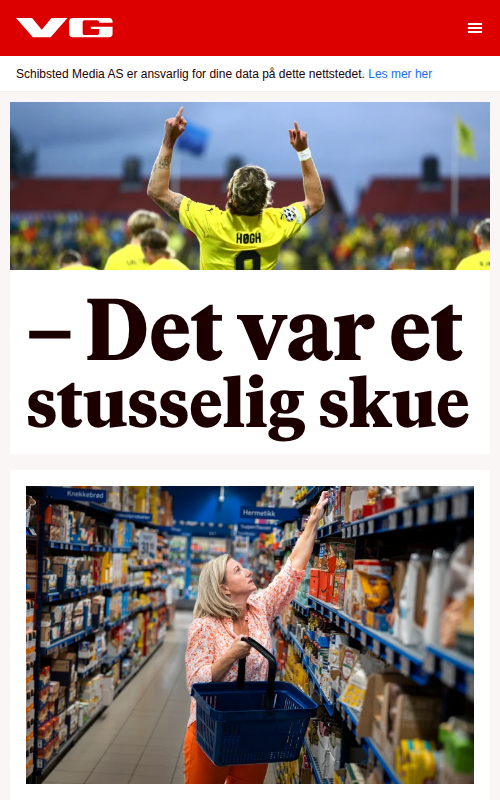 VG
Schibsted Media AS er ansvarlig for dine data på dette nettstedet. Les mer her
HØGH
9
– Det var et
stusselig skue
Knekkebrød
Hermetikk